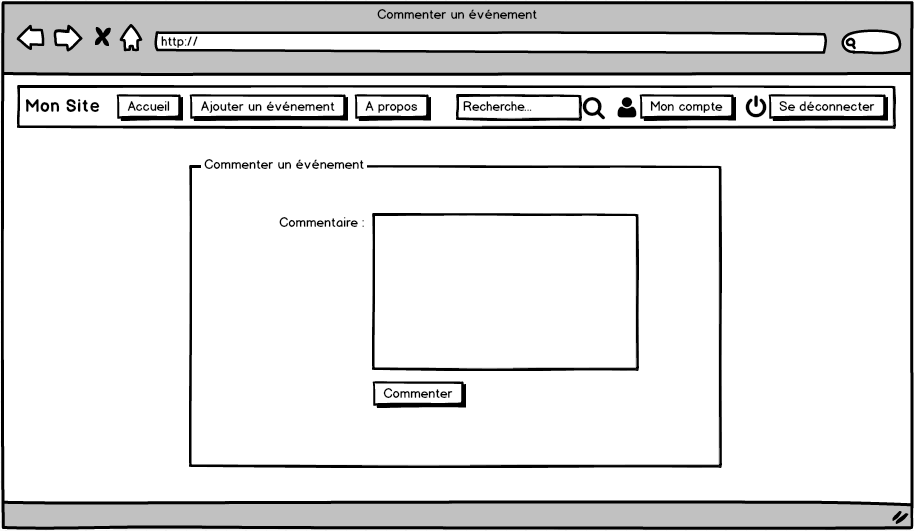 Commenter un événement
http://
Mon Site Accueil Ajouter un événement A propos Recherche... Mon compte Se déconnecter
Commenter un événement
Commentaire :
Commenter